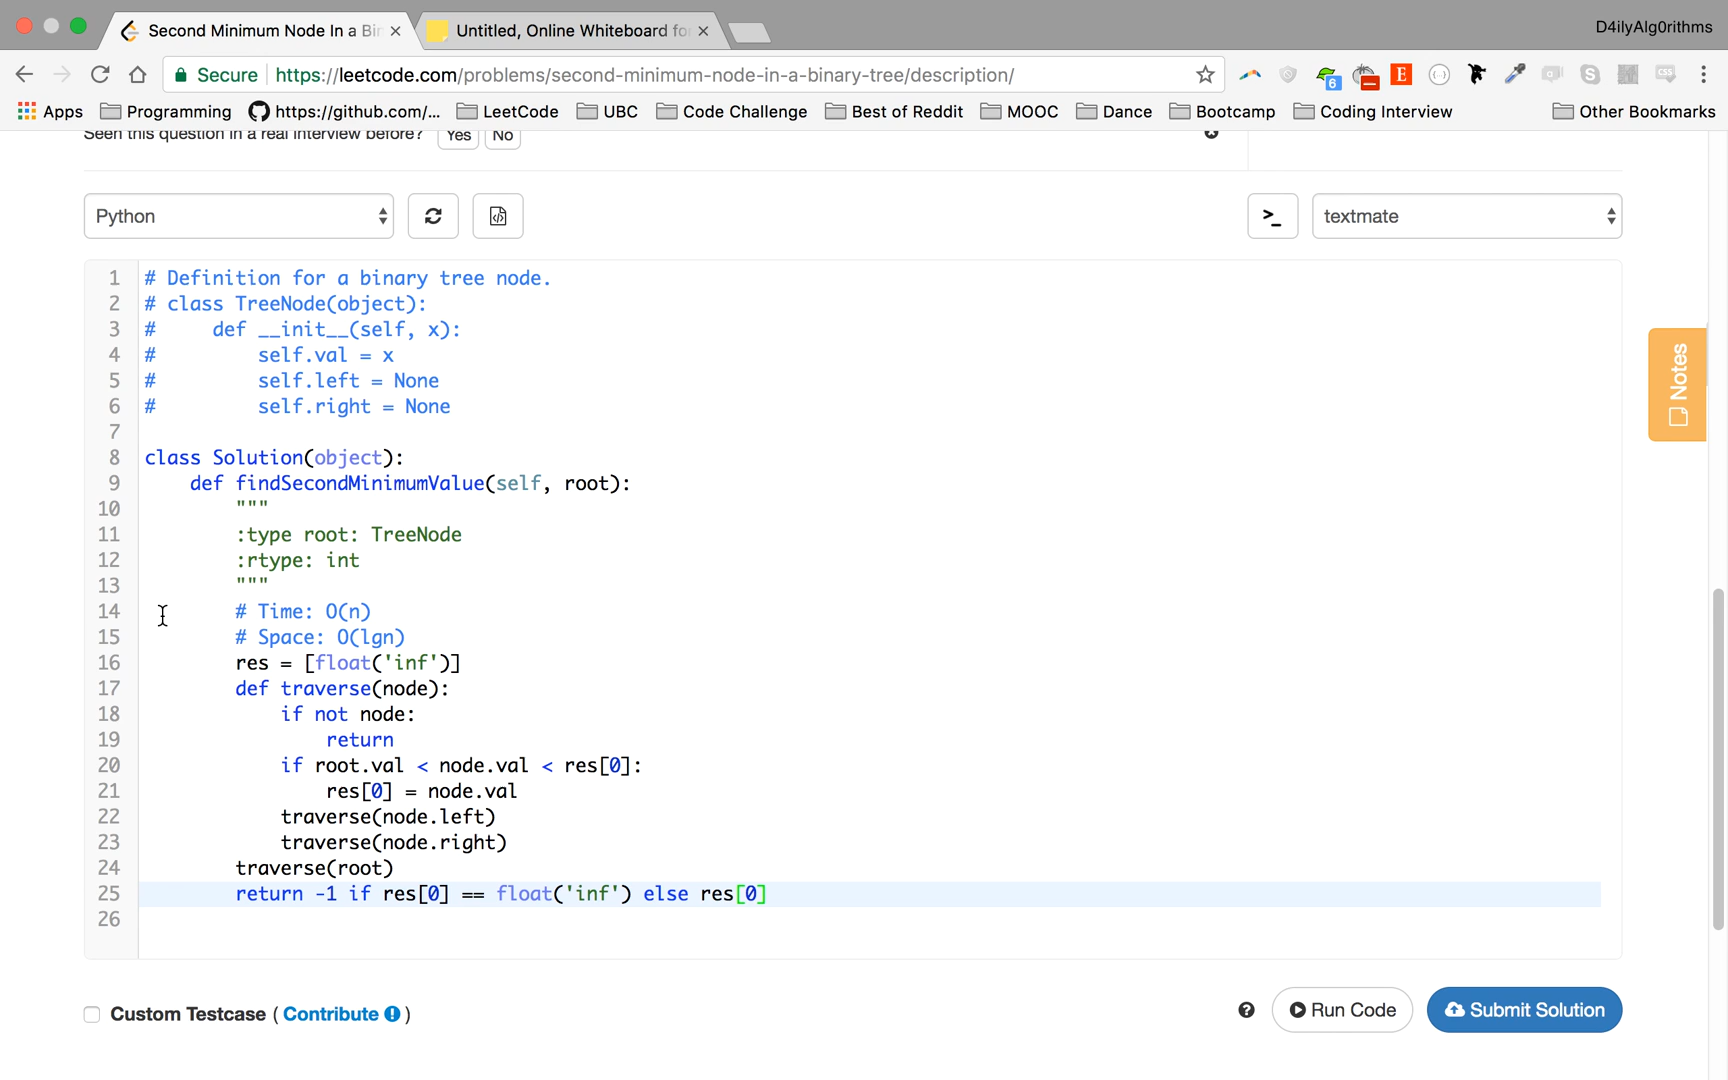 Second Minimum Node In a Bin
Untitled, Online Whiteboard for
D4ilyAlg0rithms
Secure
https://leetcode.com/problems/second-minimum-node-in-a-binary-tree/description/
6
E
Apps
Programming
https://github.com/...
LeetCode
UBC
Code Challenge
Best of Reddit
MOOC
Dance
Bootcamp
Coding Interview
Other Bookmarks
Seen this question in a real interview before?
Yes
No
Python
>_
textmate
Notes
1 # Definition for a binary tree node.
2 # class TreeNode(object):
3 #     def __init__(self, x):
4 #         self.val = x
5 #         self.left = None
6 #         self.right = None
7
8 class Solution(object):
9     def findSecondMinimumValue(self, root):
10         """
11         :type root: TreeNode
12         :rtype: int
13         """
14         # Time: O(n)
15         # Space: O(lgn)
16         res = [float('inf')]
17         def traverse(node):
18             if not node:
19                 return
20             if root.val < node.val < res[0]:
21                 res[0] = node.val
22             traverse(node.left)
23             traverse(node.right)
24         traverse(root)
25         return -1 if res[0] == float('inf') else res[0]
26
Custom Testcase ( Contribute )
Run Code
Submit Solution